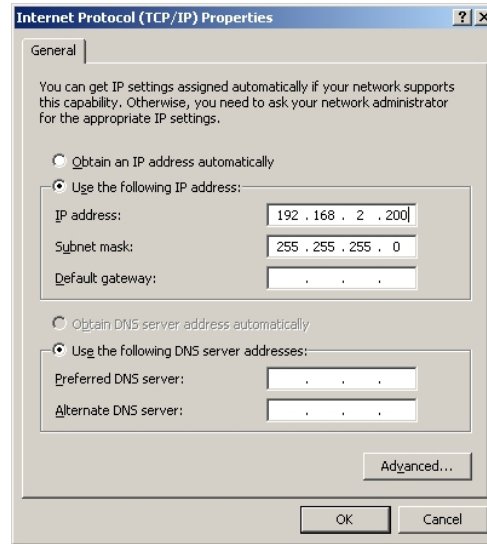 Internet Protocol (TCP/IP) Properties
General
You can get IP settings assigned automatically if your network supports
this capability. Otherwise, you need to ask your network administrator
for the appropriate IP settings.
Obtain an IP address automatically
Use the following IP address:
IP address: 192 . 168 . 2 . 200
Subnet mask: 255 . 255 . 255 . 0
Default gateway: . . .
Obtain DNS server address automatically
Use the following DNS server addresses:
Preferred DNS server: . . .
Alternate DNS server: . . .
Advanced...
OK Cancel